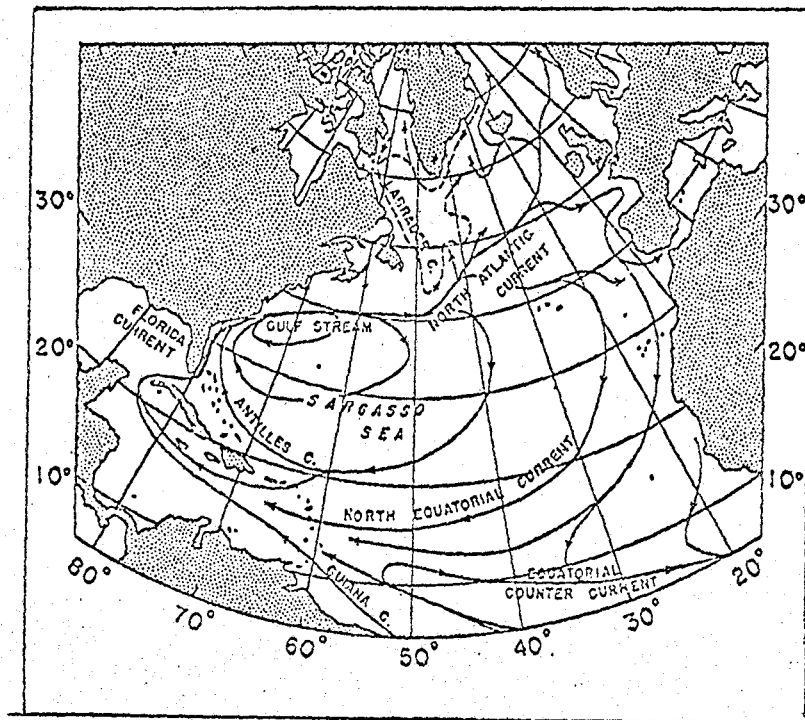 30°
30°
LABRADOR C.
NORTH ATLANTIC
CURRENT
FLORIDA
CURRENT
GULF STREAM
20°
20°
SARGASSO
SEA
ANTILLES C.
10°
10°
NORTH EQUATORIAL CURRENT
EQUATORIAL
COUNTER CURRENT
GUIANA C.
80°
70°
60°
50°
40°
30°
20°